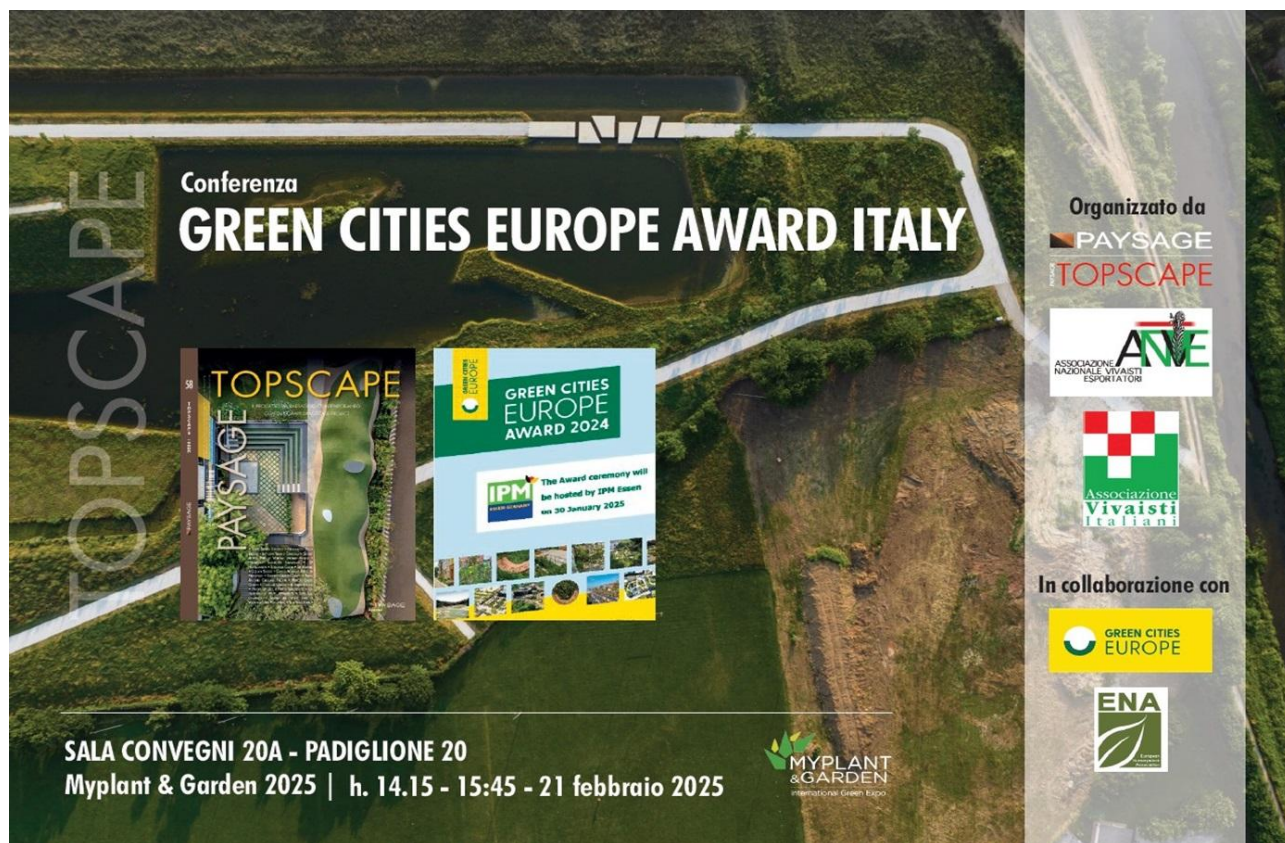 TOPSCAPE
Conferenza
GREEN CITIES EUROPE AWARD ITALY
58
TOPSCAPE
PAYSAGE
GREEN CITIES
EUROPE
GREEN CITIES
EUROPE
AWARD 2024
IPM
ESSEN GERMANY
The Award ceremony will
be hosted by IPM Essen
on 30 January 2025
SALA CONVEGNI 20A - PADIGLIONE 20
Myplant & Garden 2025 | h. 14.15 - 15:45 - 21 febbraio 2025
MYPLANT
&GARDEN
International Green Expo
Organizzato da
PAYSAGE
TOPSCAPE
ANVE
ASSOCIAZIONE
NAZIONALE VIVAISTI
ESPORTATORI
Associazione
Vivaisti
Italiani
In collaborazione con
GREEN CITIES
EUROPE
ENA